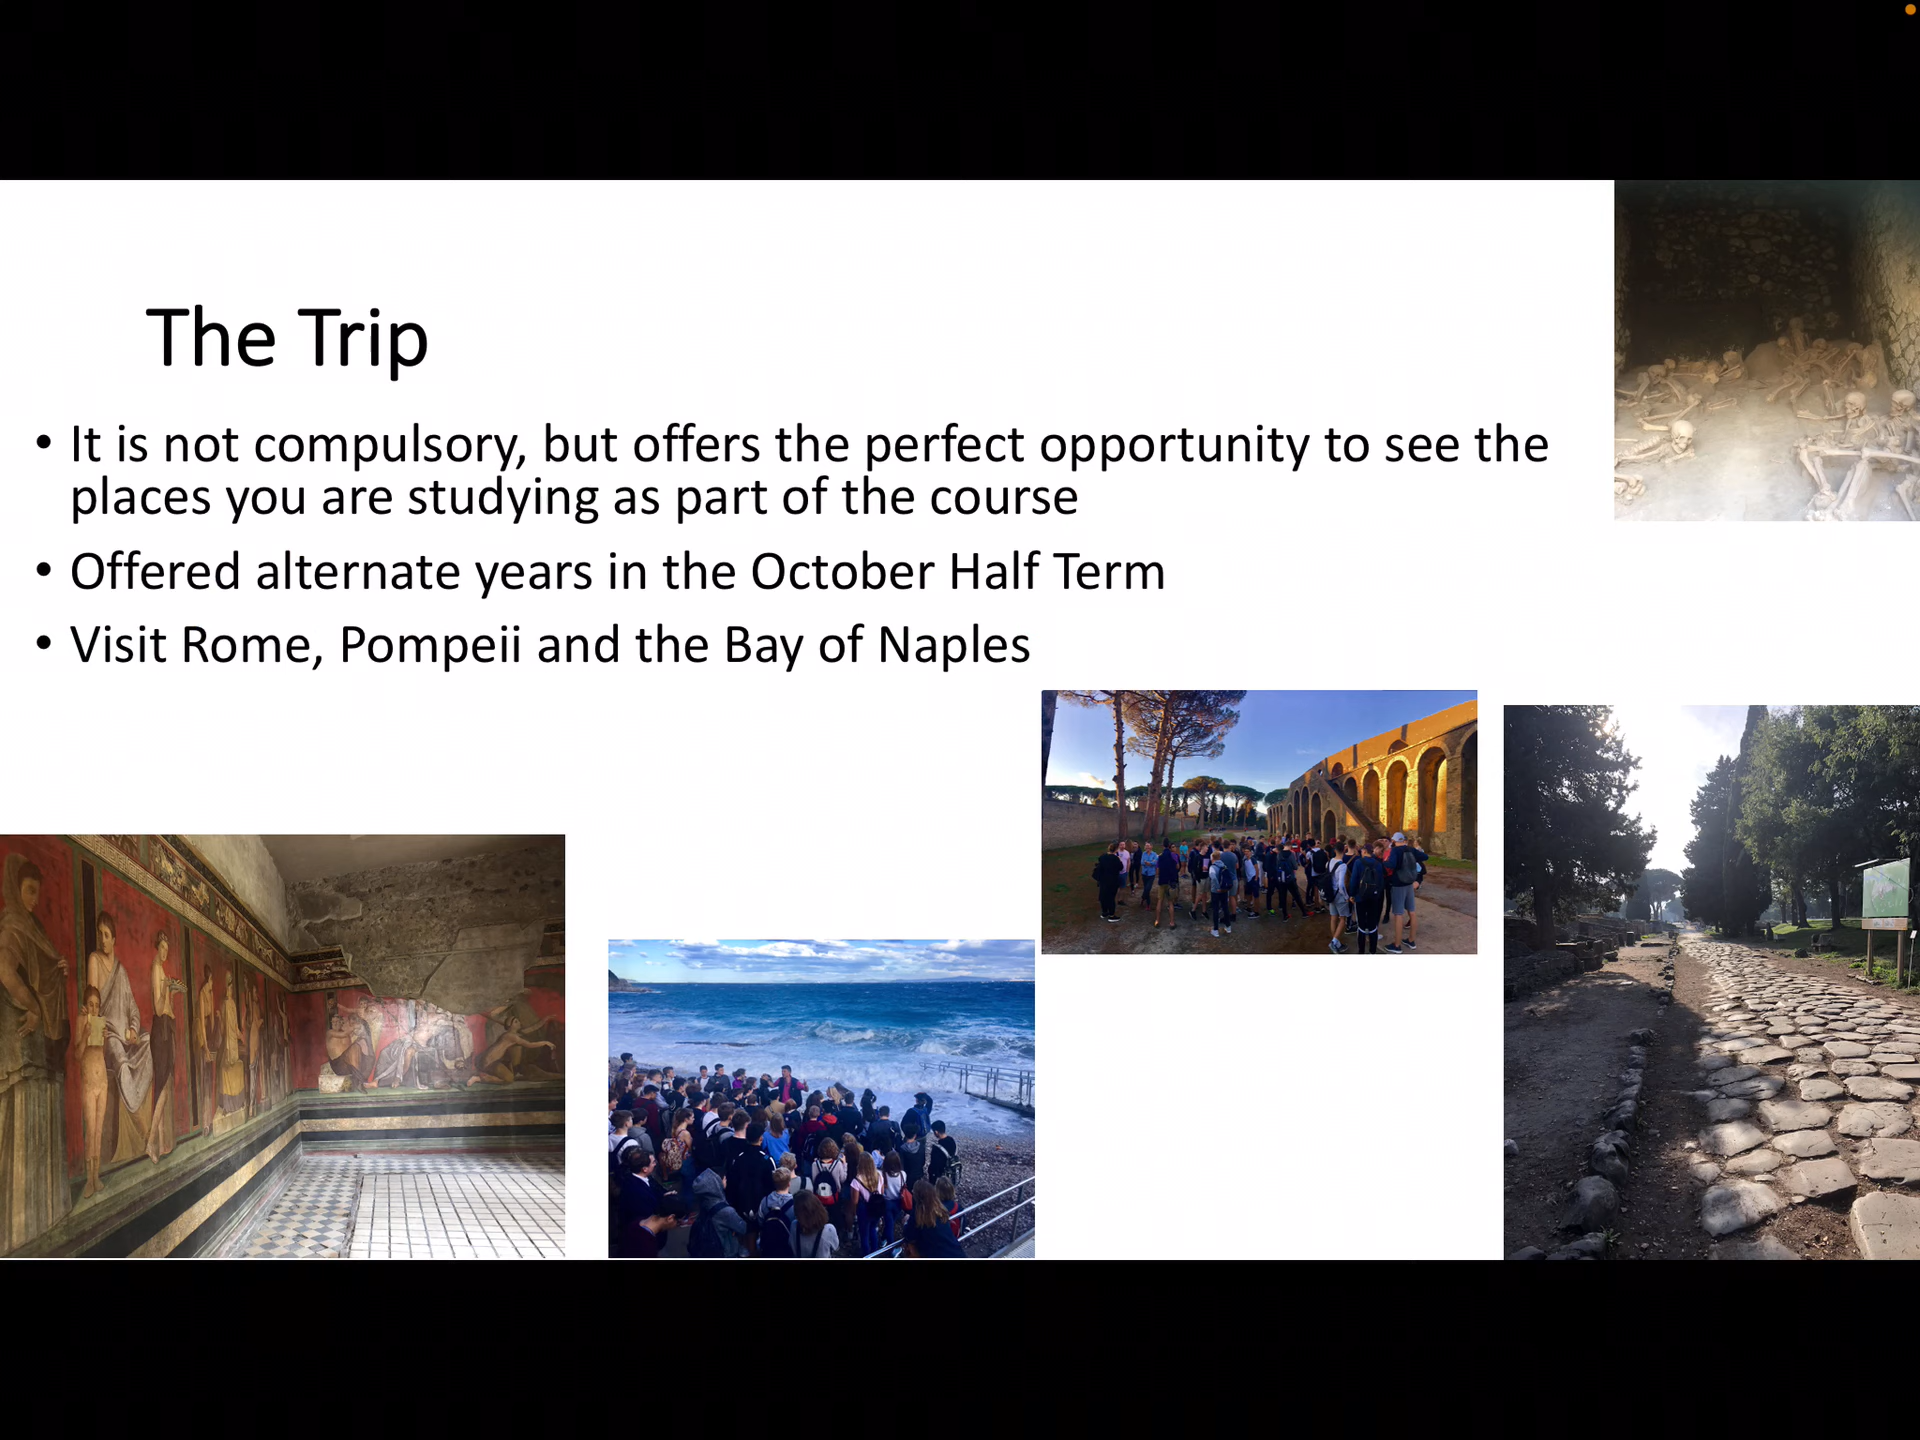 The Trip
• It is not compulsory, but offers the perfect opportunity to see the
places you are studying as part of the course
• Offered alternate years in the October Half Term
• Visit Rome, Pompeii and the Bay of Naples